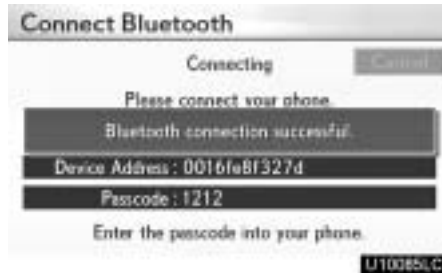 Connect Bluetooth
Connecting
Cancel
Please connect your phone.
Bluetooth connection successful.
Device Address : 0016fe8f327d
Passcode : 1212
Enter the passcode into your phone.
U10085LC